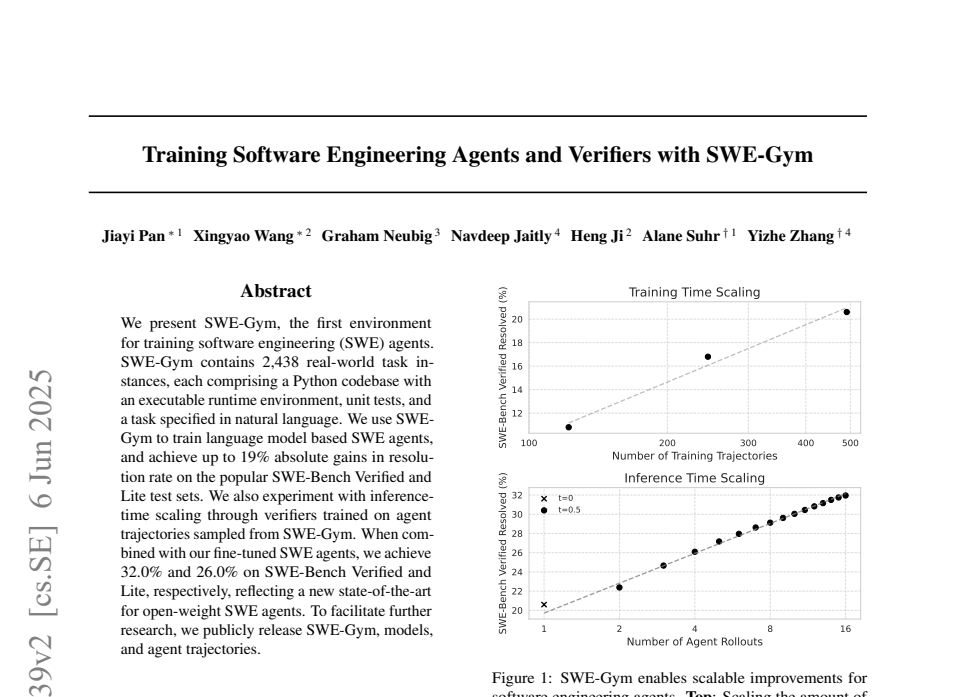 Training Software Engineering Agents and Verifiers with SWE-Gym
Jiayi Pan * 1 Xingyao Wang * 2 Graham Neubig 3 Navdeep Jaitly 4 Heng Ji 2 Alane Suhr † 1 Yizhe Zhang † 4
39v2 [cs.SE] 6 Jun 2025
Abstract
We present SWE-Gym, the first environment
for training software engineering (SWE) agents.
SWE-Gym contains 2,438 real-world task in-
stances, each comprising a Python codebase with
an executable runtime environment, unit tests, and
a task specified in natural language. We use SWE-
Gym to train language model based SWE agents,
and achieve up to 19% absolute gains in resolu-
tion rate on the popular SWE-Bench Verified and
Lite test sets. We also experiment with inference-
time scaling through verifiers trained on agent
trajectories sampled from SWE-Gym. When com-
bined with our fine-tuned SWE agents, we achieve
32.0% and 26.0% on SWE-Bench Verified and
Lite, respectively, reflecting a new state-of-the-art
for open-weight SWE agents. To facilitate further
research, we publicly release SWE-Gym, models,
and agent trajectories.
Training Time Scaling
SWE-Bench Verified Resolved (%)
20
18
16
14
12
100 200 300 400 500
Number of Training Trajectories
Inference Time Scaling
SWE-Bench Verified Resolved (%)
32
30
28
26
24
22
20
t=0
t=0.5
1 2 4 8 16
Number of Agent Rollouts
Figure 1: SWE-Gym enables scalable improvements for
software engineering agents. Top: Scaling the amount of